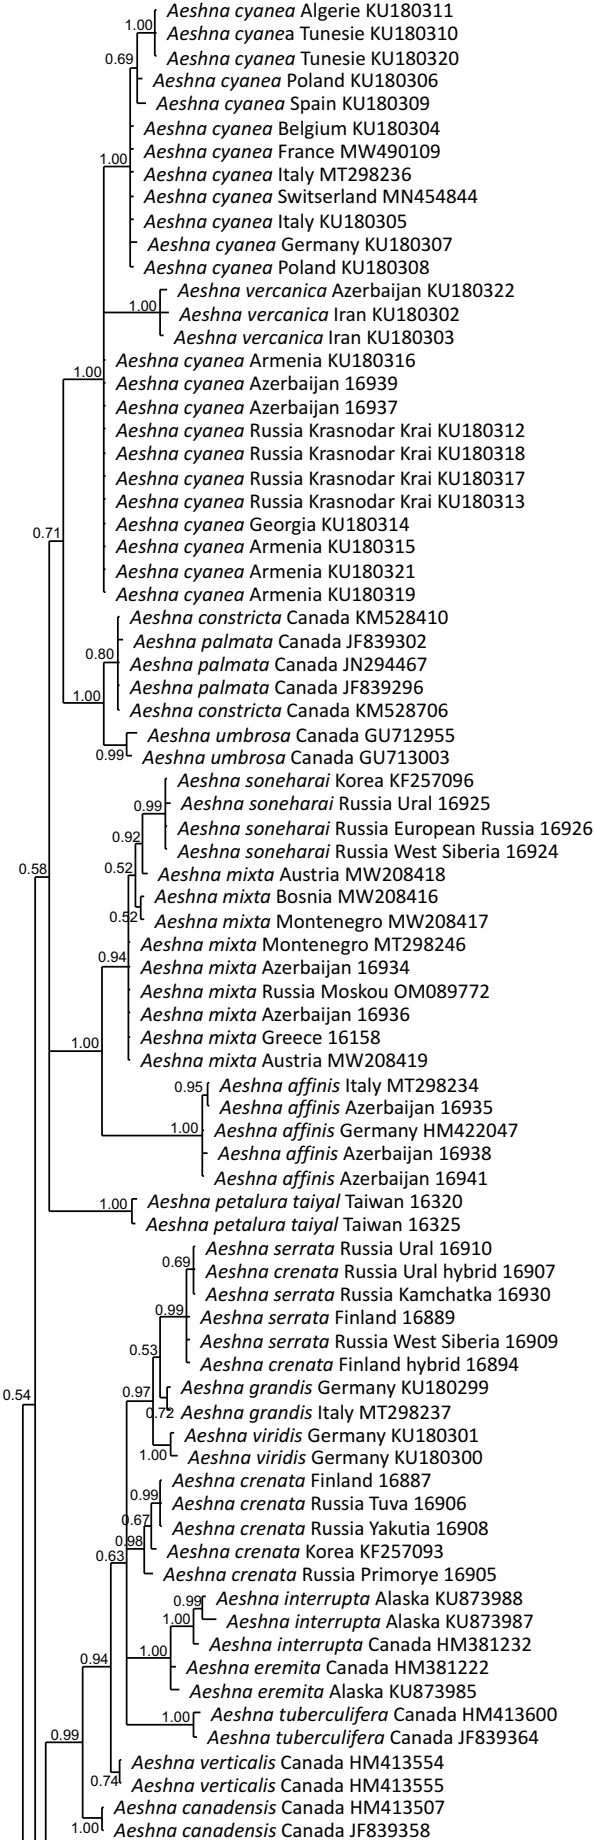 Aeshna cyanea Algerie KU180311
1.00
Aeshna cyanea Tunesie KU180310
0.69
Aeshna cyanea Tunesie KU180320
Aeshna cyanea Poland KU180306
Aeshna cyanea Spain KU180309
Aeshna cyanea Belgium KU180304
1.00
Aeshna cyanea France MW490109
Aeshna cyanea Italy MT298236
Aeshna cyanea Switserland MN454844
Aeshna cyanea Italy KU180305
Aeshna cyanea Germany KU180307
Aeshna cyanea Poland KU180308
Aeshna vercanica Azerbaijan KU180322
1.00
Aeshna vercanica Iran KU180302
Aeshna vercanica Iran KU180303
Aeshna cyanea Armenia KU180316
1.00
Aeshna cyanea Azerbaijan 16939
Aeshna cyanea Azerbaijan 16937
Aeshna cyanea Russia Krasnodar Krai KU180312
Aeshna cyanea Russia Krasnodar Krai KU180318
Aeshna cyanea Russia Krasnodar Krai KU180317
Aeshna cyanea Russia Krasnodar Krai KU180313
Aeshna cyanea Georgia KU180314
0.71
Aeshna cyanea Armenia KU180315
Aeshna cyanea Armenia KU180321
Aeshna cyanea Armenia KU180319
Aeshna constricta Canada KM528410
Aeshna palmata Canada JF839302
0.80
Aeshna palmata Canada JN294467
Aeshna palmata Canada JF839296
1.00
Aeshna constricta Canada KM528706
Aeshna umbrosa Canada GU712955
0.99
Aeshna umbrosa Canada GU713003
Aeshna soneharai Korea KF257096
0.99
Aeshna soneharai Russia Ural 16925
Aeshna soneharai Russia European Russia 16926
0.92
Aeshna soneharai Russia West Siberia 16924
0.58
0.52
Aeshna mixta Austria MW208418
Aeshna mixta Bosnia MW208416
0.52
Aeshna mixta Montenegro MW208417
Aeshna mixta Montenegro MT298246
0.94
Aeshna mixta Azerbaijan 16934
Aeshna mixta Russia Moskou OM089772
Aeshna mixta Azerbaijan 16936
Aeshna mixta Greece 16158
1.00
Aeshna mixta Austria MW208419
0.95
Aeshna affinis Italy MT298234
Aeshna affinis Azerbaijan 16935
1.00
Aeshna affinis Germany HM422047
Aeshna affinis Azerbaijan 16938
Aeshna affinis Azerbaijan 16941
1.00
Aeshna petalura taiyal Taiwan 16320
Aeshna petalura taiyal Taiwan 16325
Aeshna serrata Russia Ural 16910
0.69
Aeshna crenata Russia Ural hybrid 16907
Aeshna serrata Russia Kamchatka 16930
0.99
Aeshna serrata Finland 16889
Aeshna serrata Russia West Siberia 16909
0.53
Aeshna crenata Finland hybrid 16894
0.54
0.97
Aeshna grandis Germany KU180299
0.72
Aeshna grandis Italy MT298237
Aeshna viridis Germany KU180301
1.00
Aeshna viridis Germany KU180300
Aeshna crenata Finland 16887
0.99
Aeshna crenata Russia Tuva 16906
0.67
Aeshna crenata Russia Yakutia 16908
0.98
Aeshna crenata Korea KF257093
0.63
Aeshna crenata Russia Primorye 16905
0.99
Aeshna interrupta Alaska KU873988
1.00
Aeshna interrupta Alaska KU873987
Aeshna interrupta Canada HM381232
1.00
0.94
Aeshna eremita Canada HM381222
Aeshna eremita Alaska KU873985
1.00
Aeshna tuberculifera Canada HM413600
Aeshna tuberculifera Canada JF839364
0.99
Aeshna verticalis Canada HM413554
0.74
Aeshna verticalis Canada HM413555
Aeshna canadensis Canada HM413507
1.00
Aeshna canadensis Canada JF839358